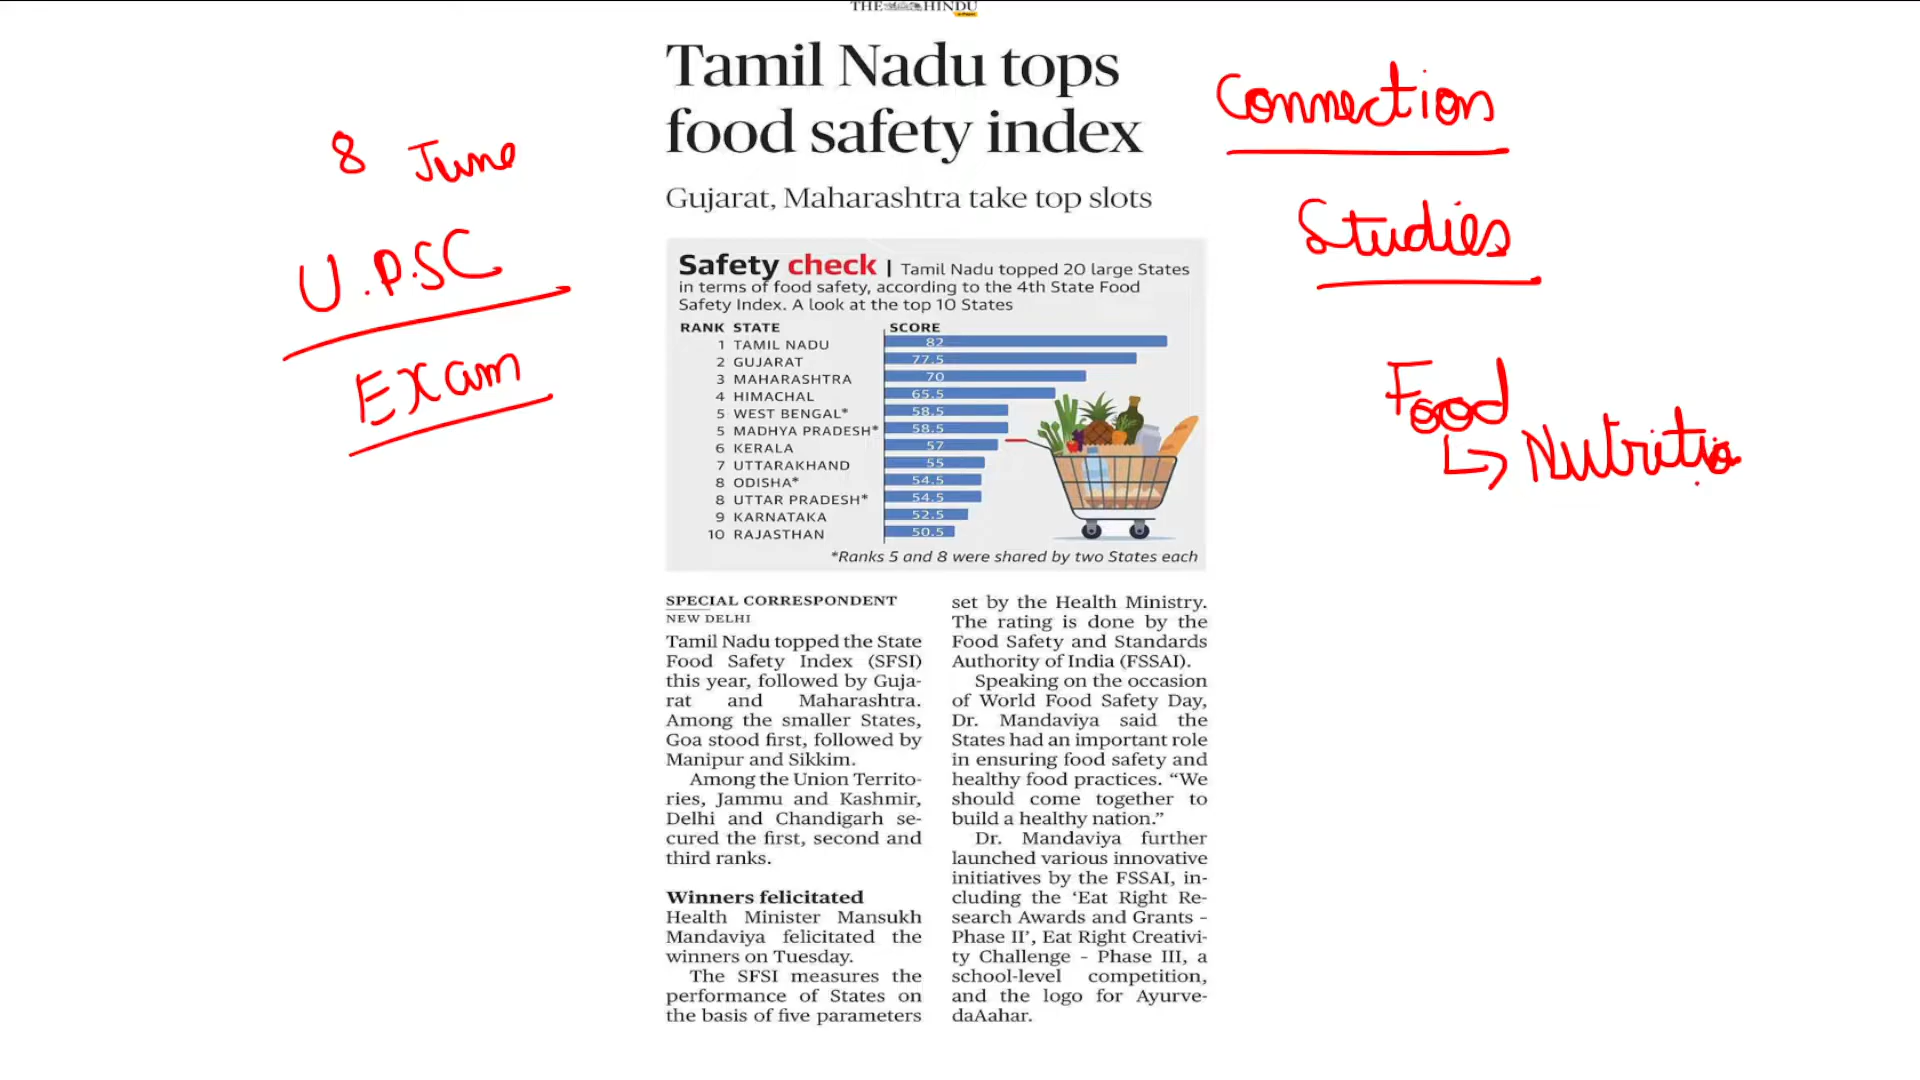 THE HINDU
Tamil Nadu tops
food safety index
Gujarat, Maharashtra take top slots
Safety check | Tamil Nadu topped 20 large States
in terms of food safety, according to the 4th State Food
Safety Index. A look at the top 10 States
RANK STATE SCORE
1 TAMIL NADU 82
2 GUJARAT 77.5
3 MAHARASHTRA 70
4 HIMACHAL 65.5
5 WEST BENGAL* 58.5
5 MADHYA PRADESH* 58.5
6 KERALA 57
7 UTTARAKHAND 55
8 ODISHA* 54.5
8 UTTAR PRADESH* 54.5
9 KARNATAKA 52.5
10 RAJASTHAN 50.5
*Ranks 5 and 8 were shared by two States each
SPECIAL CORRESPONDENT
NEW DELHI
Tamil Nadu topped the State
Food Safety Index (SFSI)
this year, followed by Guja-
rat and Maharashtra.
Among the smaller States,
Goa stood first, followed by
Manipur and Sikkim.
Among the Union Territo-
ries, Jammu and Kashmir,
Delhi and Chandigarh se-
cured the first, second and
third ranks.
Winners felicitated
Health Minister Mansukh
Mandaviya felicitated the
winners on Tuesday.
The SFSI measures the
performance of States on
the basis of five parameters
set by the Health Ministry.
The rating is done by the
Food Safety and Standards
Authority of India (FSSAI).
Speaking on the occasion
of World Food Safety Day,
Dr. Mandaviya said the
States had an important role
in ensuring food safety and
healthy food practices. “We
should come together to
build a healthy nation.”
Dr. Mandaviya further
launched various innovative
initiatives by the FSSAI, in-
cluding the ‘Eat Right Re-
search Awards and Grants -
Phase II’, Eat Right Creativi-
ty Challenge - Phase III, a
school-level competition,
and the logo for Ayurve-
daAahar.
8 June
U.P.SC
Exam
Connection
Studies
Food
Nutritio